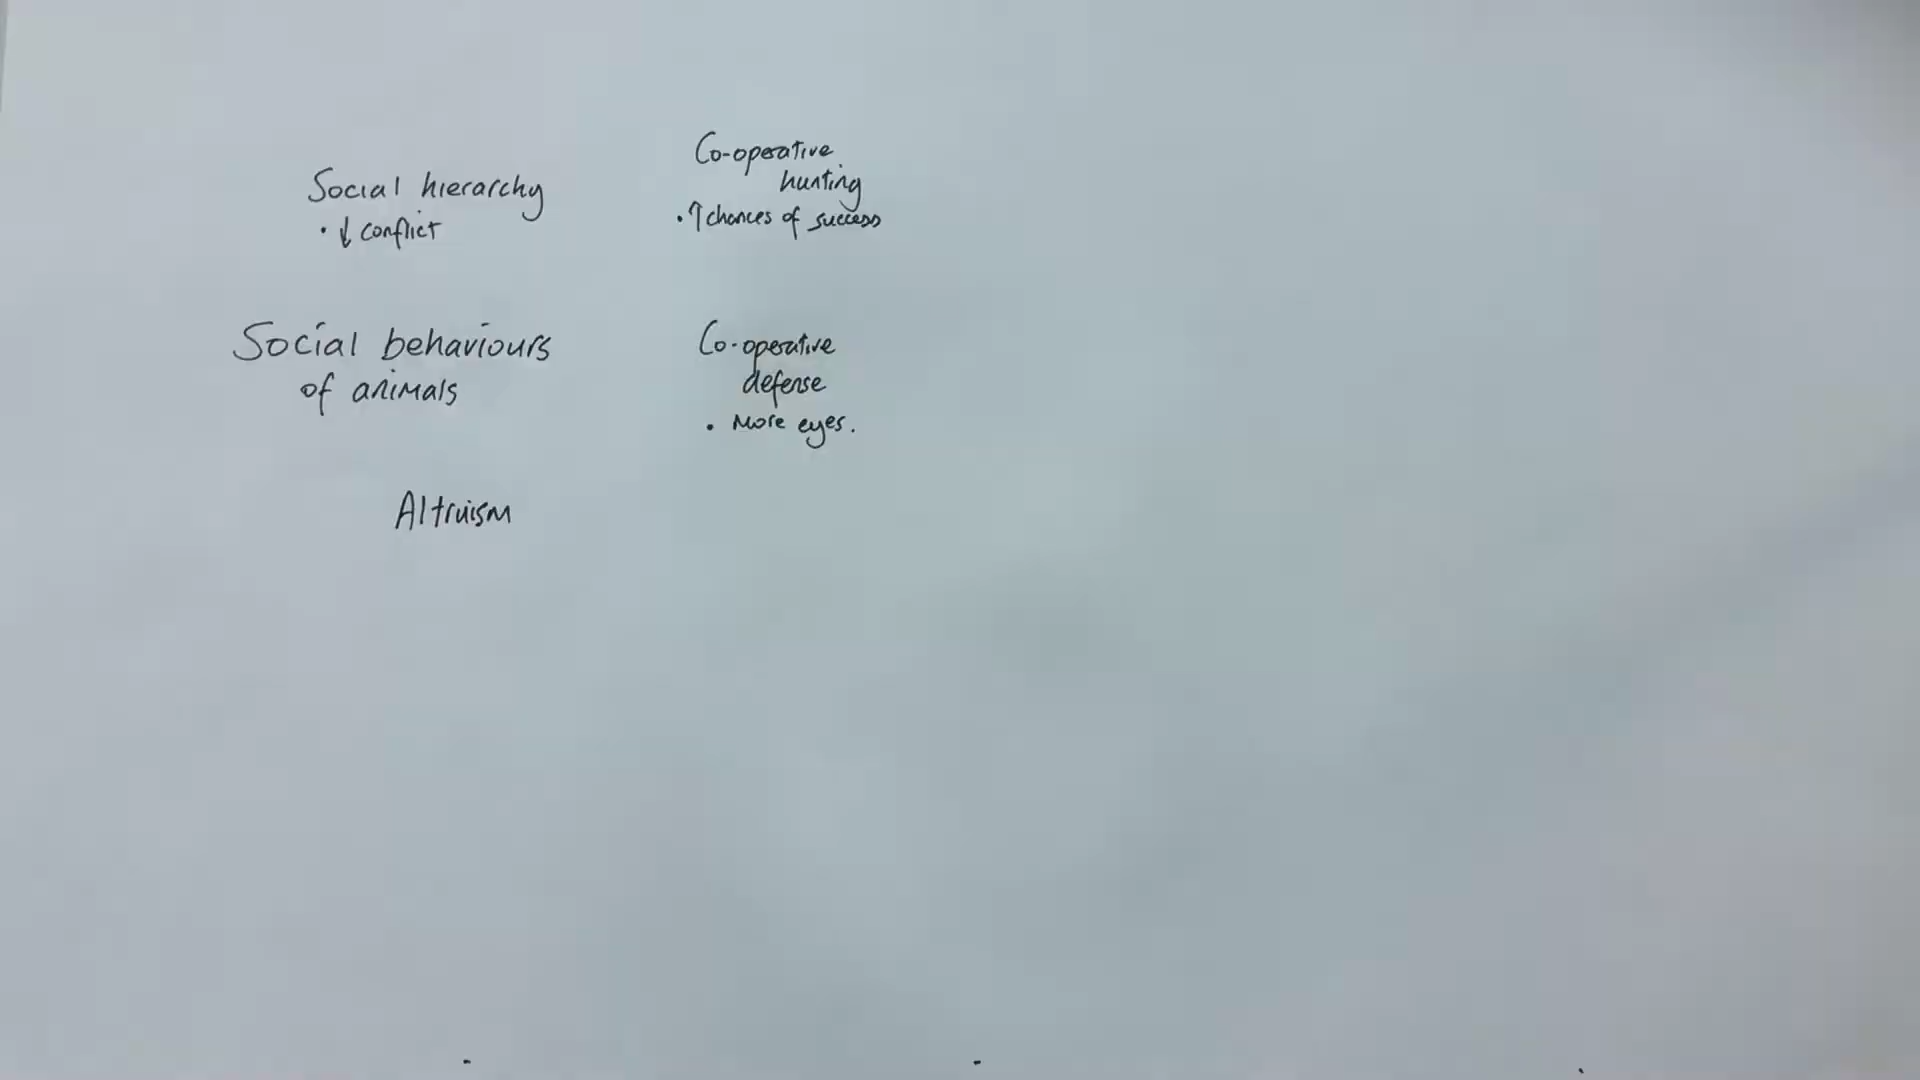 Social hierarchy
• ↓ conflict
Co-operative
hunting
• ↑ chances of success
Social behaviours
of animals
Co-operative
defense
• More eyes.
Altruism